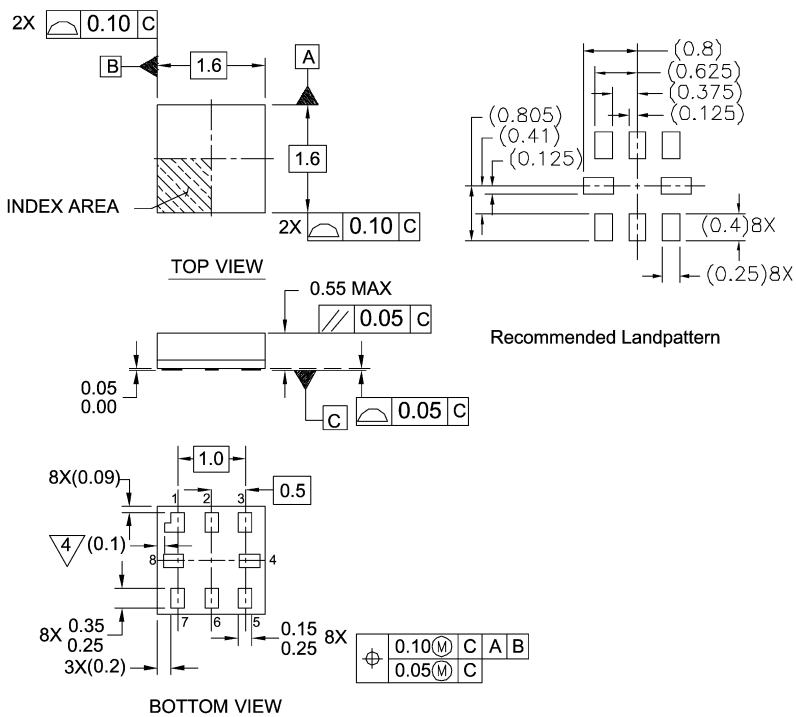 2X ⌓ 0.10 C
B
1.6
A
1.6
INDEX AREA
2X ⌓ 0.10 C
TOP VIEW
(0.8)
(0.625)
(0.375)
(0.125)
(0.805)
(0.41)
(0.125)
(0.4)8X
(0.25)8X
Recommended Landpattern
0.55 MAX
// 0.05 C
0.05
0.00
⌓ 0.05 C
C
1.0
8X(0.09)
0.5
1 2 3
4 (0.1)
8 4
7 6 5
8X 0.35
0.25
0.15 8X
0.25
3X(0.2)
⌖ 0.10Ⓜ C A B
0.05Ⓜ C
BOTTOM VIEW